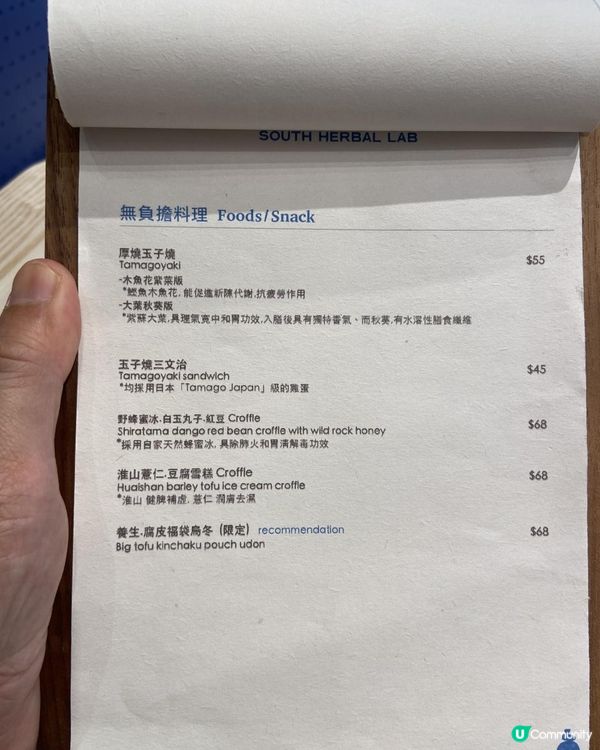 SOUTH HERBAL LAB
無負擔料理 Foods/Snack
厚燒玉子燒 $55
Tamagoyaki
-木魚花紫菜版
*鰹魚木魚花, 能促進新陳代謝,抗疲勞作用
-大葉秋葵版
*紫蘇大葉,具理氣寬中和胃功效,入膳後具有獨特香氣、而秋葵,有水溶性膳食纖維
玉子燒三文治 $45
Tamagoyaki sandwich
*均採用日本「Tamago Japan」級的雞蛋
野蜂蜜冰.白玉丸子.紅豆 Croffle $68
Shiratama dango red bean croffle with wild rock honey
*採用自家天然蜂蜜冰, 具除肺火和胃清解毒功效
淮山薏仁.豆腐雪糕 Croffle $68
Huaishan barley tofu ice cream croffle
*淮山 健脾補虛, 薏仁 潤膚去濕
養生.腐皮福袋烏冬 (限定) recommendation $68
Big tofu kinchaku pouch udon
U Community